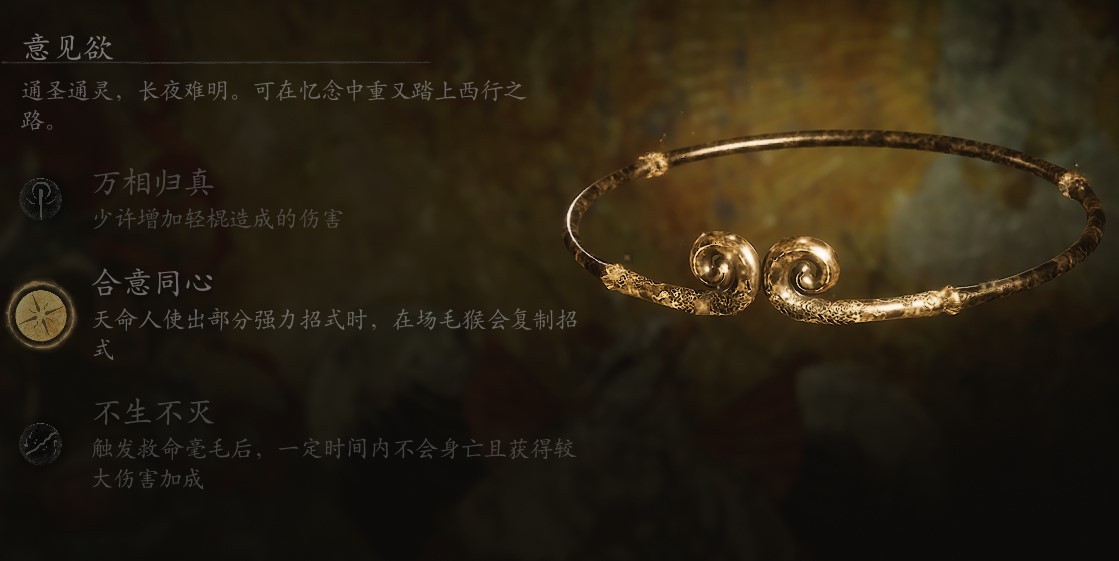 意见欲
通圣通灵，长夜难明。可在忆念中重又踏上西行之
路。
万相归真
少许增加轻棍造成的伤害
合意同心
天命人使出部分强力招式时，在场毛猴会复制招
式
不生不灭
触发救命毫毛后，一定时间内不会身亡且获得较
大伤害加成